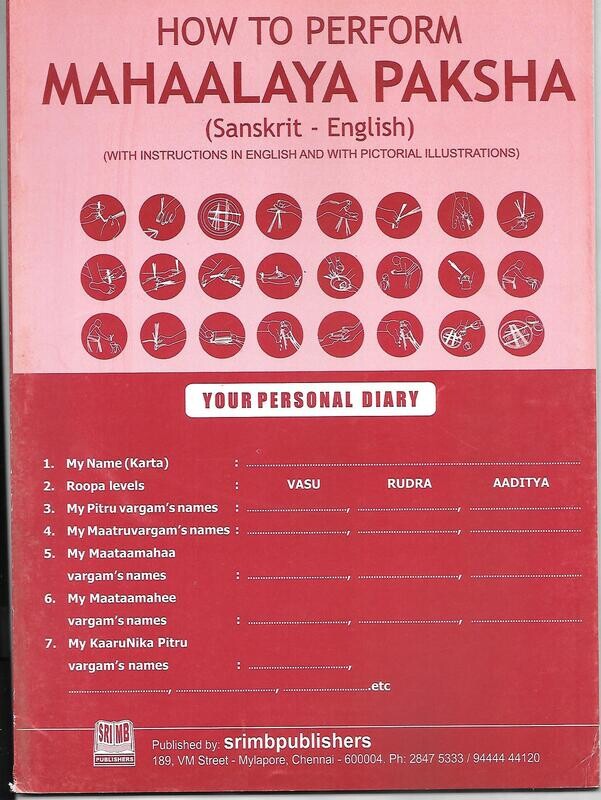 HOW TO PERFORM
MAHAALAYA PAKSHA
(Sanskrit - English)
(WITH INSTRUCTIONS IN ENGLISH AND WITH PICTORIAL ILLUSTRATIONS)
YOUR PERSONAL DIARY
1. My Name (Karta) : ....................
2. Roopa levels : VASU RUDRA AADITYA
3. My Pitru vargam's names : ...................., ...................., ....................
4. My Maatruvargam's names : ...................., ...................., ....................
5. My Maataamahaa
vargam's names : ...................., ...................., ....................
6. My Maataamahee
vargam's names : ...................., ...................., ....................
7. My KaaruNika Pitru
vargam's names : ....................,
...................., ...................., ....................etc
SRI MB
PUBLISHERS
Published by: srimbpublishers
189, VM Street - Mylapore, Chennai - 600004. Ph: 2847 5333 / 94444 44120